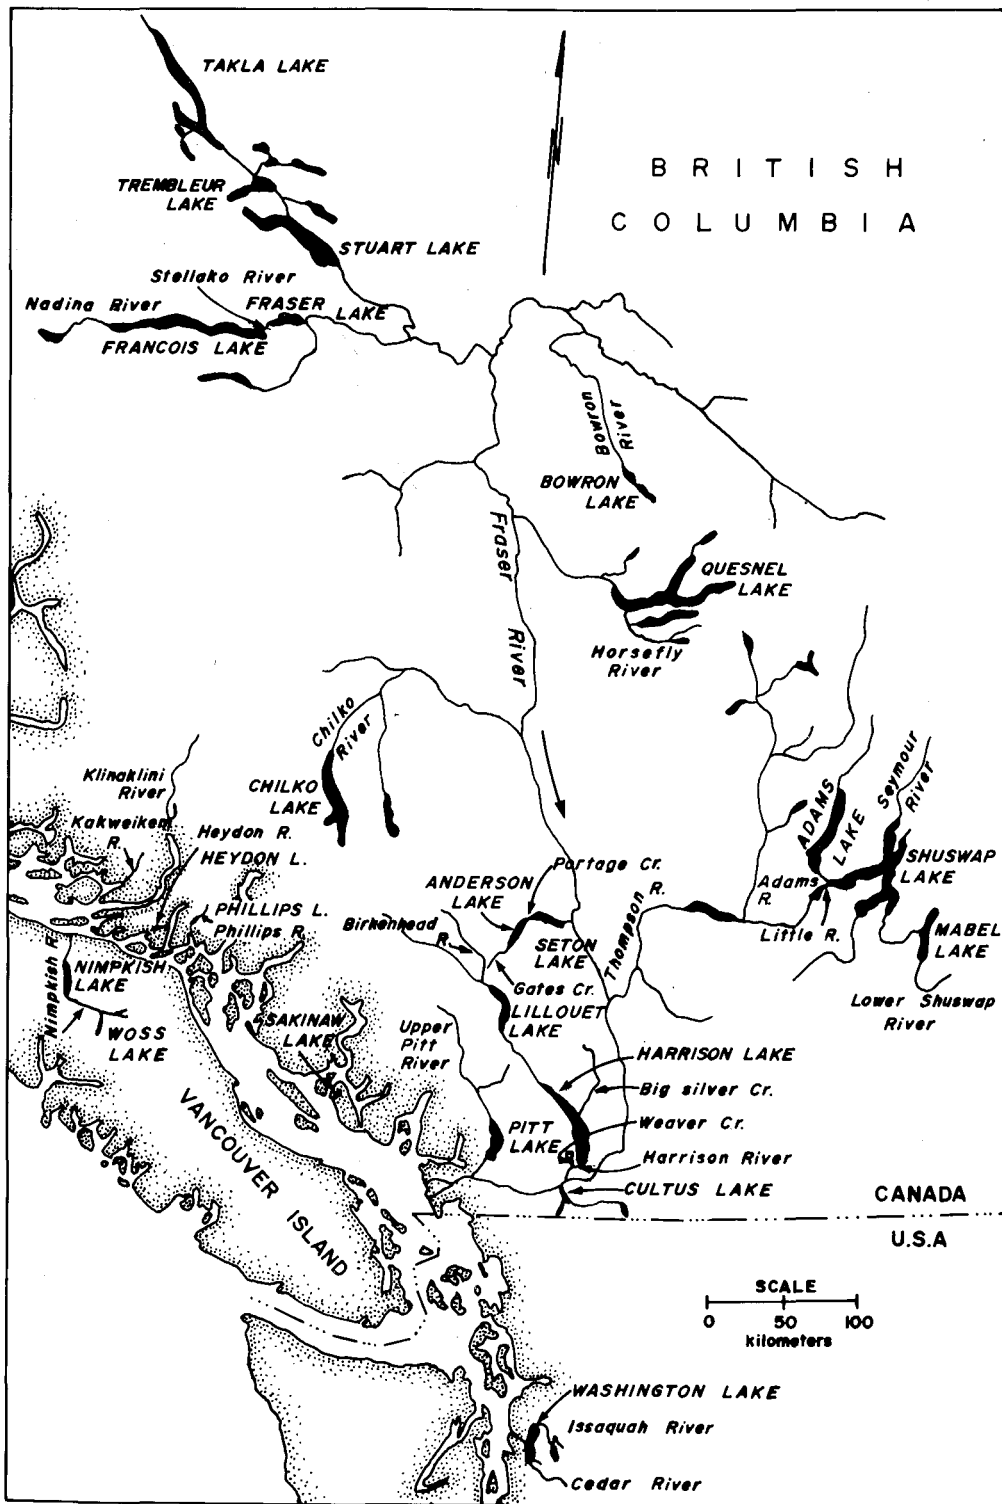 TAKLA LAKE
BRITISH
COLUMBIA
TREMBLEUR
LAKE
STUART LAKE
Stellako River
Nadina River
FRASER
LAKE
FRANCOIS LAKE
Bowron
River
BOWRON
LAKE
Fraser
River
QUESNEL
LAKE
Horsefly
River
Chilko
River
CHILKO
LAKE
Klinaklini
River
Kakweiken
R.
Heydon R.
HEYDON L.
PHILLIPS L.
Phillips R.
Nimpkish R.
NIMPKISH
LAKE
WOSS
LAKE
SAKINAW
LAKE
Portage Cr.
ANDERSON
LAKE
Birkenhead
R.
SETON
LAKE
Gates Cr.
LILLOUET
LAKE
Thompson R.
ADAMS
LAKE
Seymour
River
SHUSWAP
LAKE
Adams
R.
Little R.
MABEL
LAKE
Lower Shuswap
River
Upper
Pitt
River
HARRISON LAKE
Big silver Cr.
Weaver Cr.
PITT
LAKE
Harrison River
CULTUS LAKE
VANCOUVER ISLAND
CANADA
U.S.A
SCALE
0 50 100
kilometers
WASHINGTON LAKE
Issaquah River
Cedar River